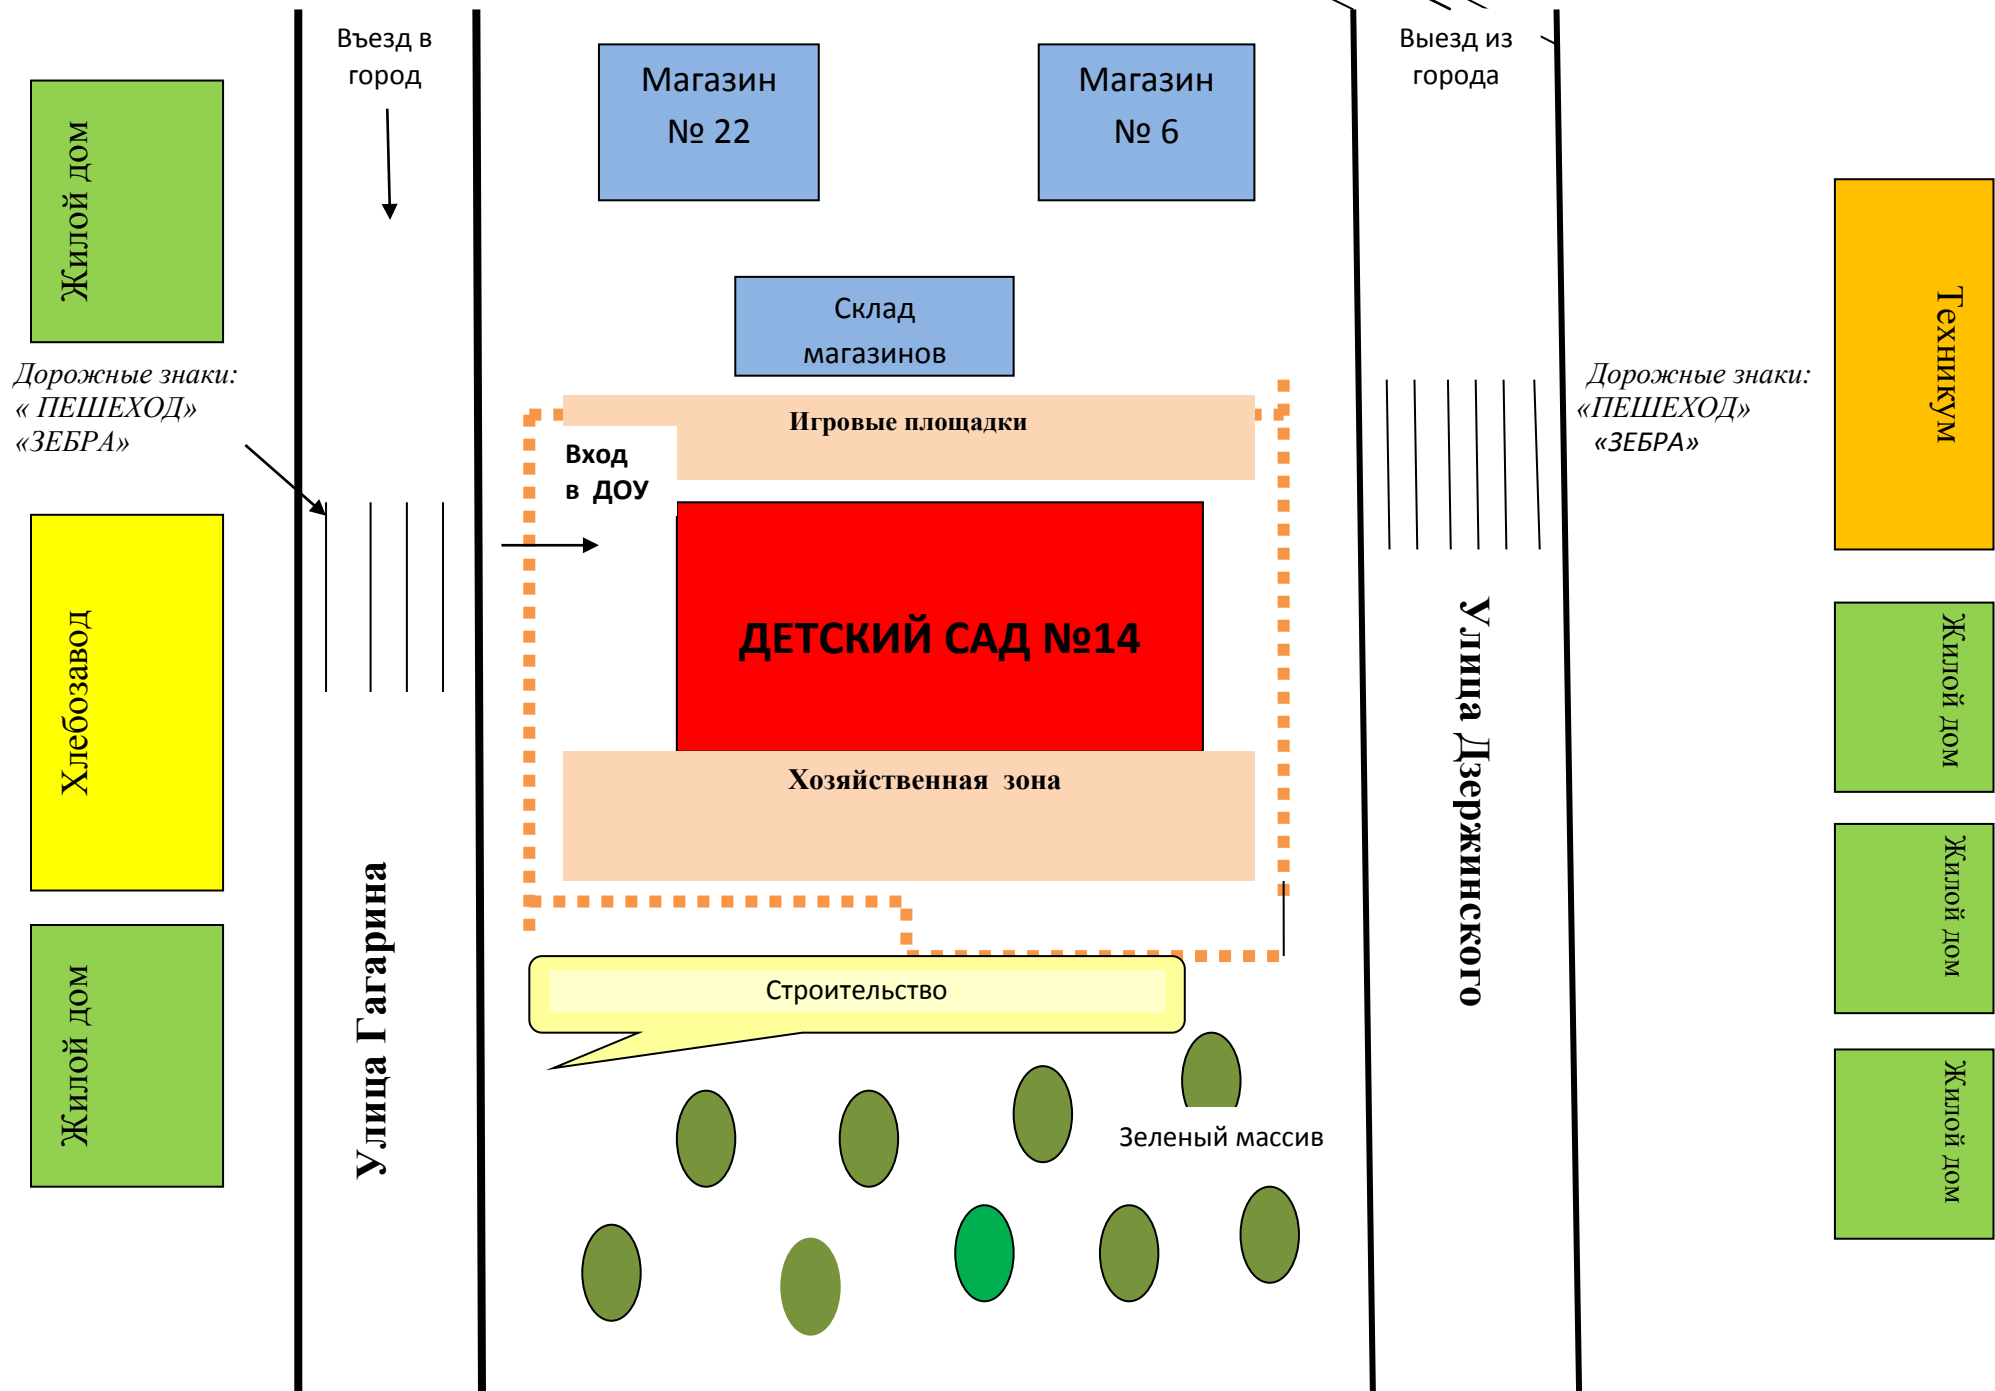 Въезд в
город
Магазин
№ 22
Магазин
№ 6
Выезд из
города
Жилой дом
Склад
магазинов
Техникум
Дорожные знаки:
« ПЕШЕХОД»
«ЗЕБРА»
Дорожные знаки:
«ПЕШЕХОД»
«ЗЕБРА»
Игровые площадки
Вход
в ДОУ
ДЕТСКИЙ САД №14
Хлебозавод
Улица Дзержинского
Жилой дом
Хозяйственная зона
Жилой дом
Улица Гагарина
Жилой дом
Строительство
Жилой дом
Зеленый массив